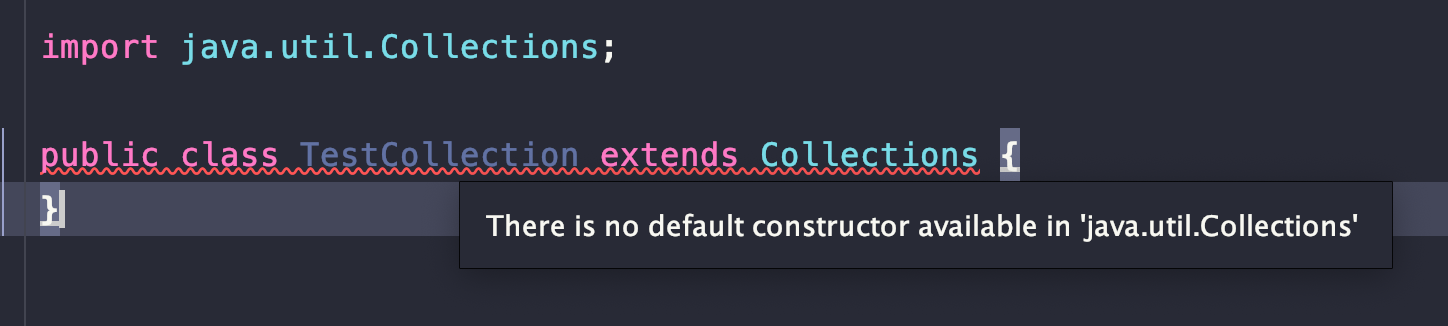 import java.util.Collections;
public class TestCollection extends Collections {
}
There is no default constructor available in 'java.util.Collections'